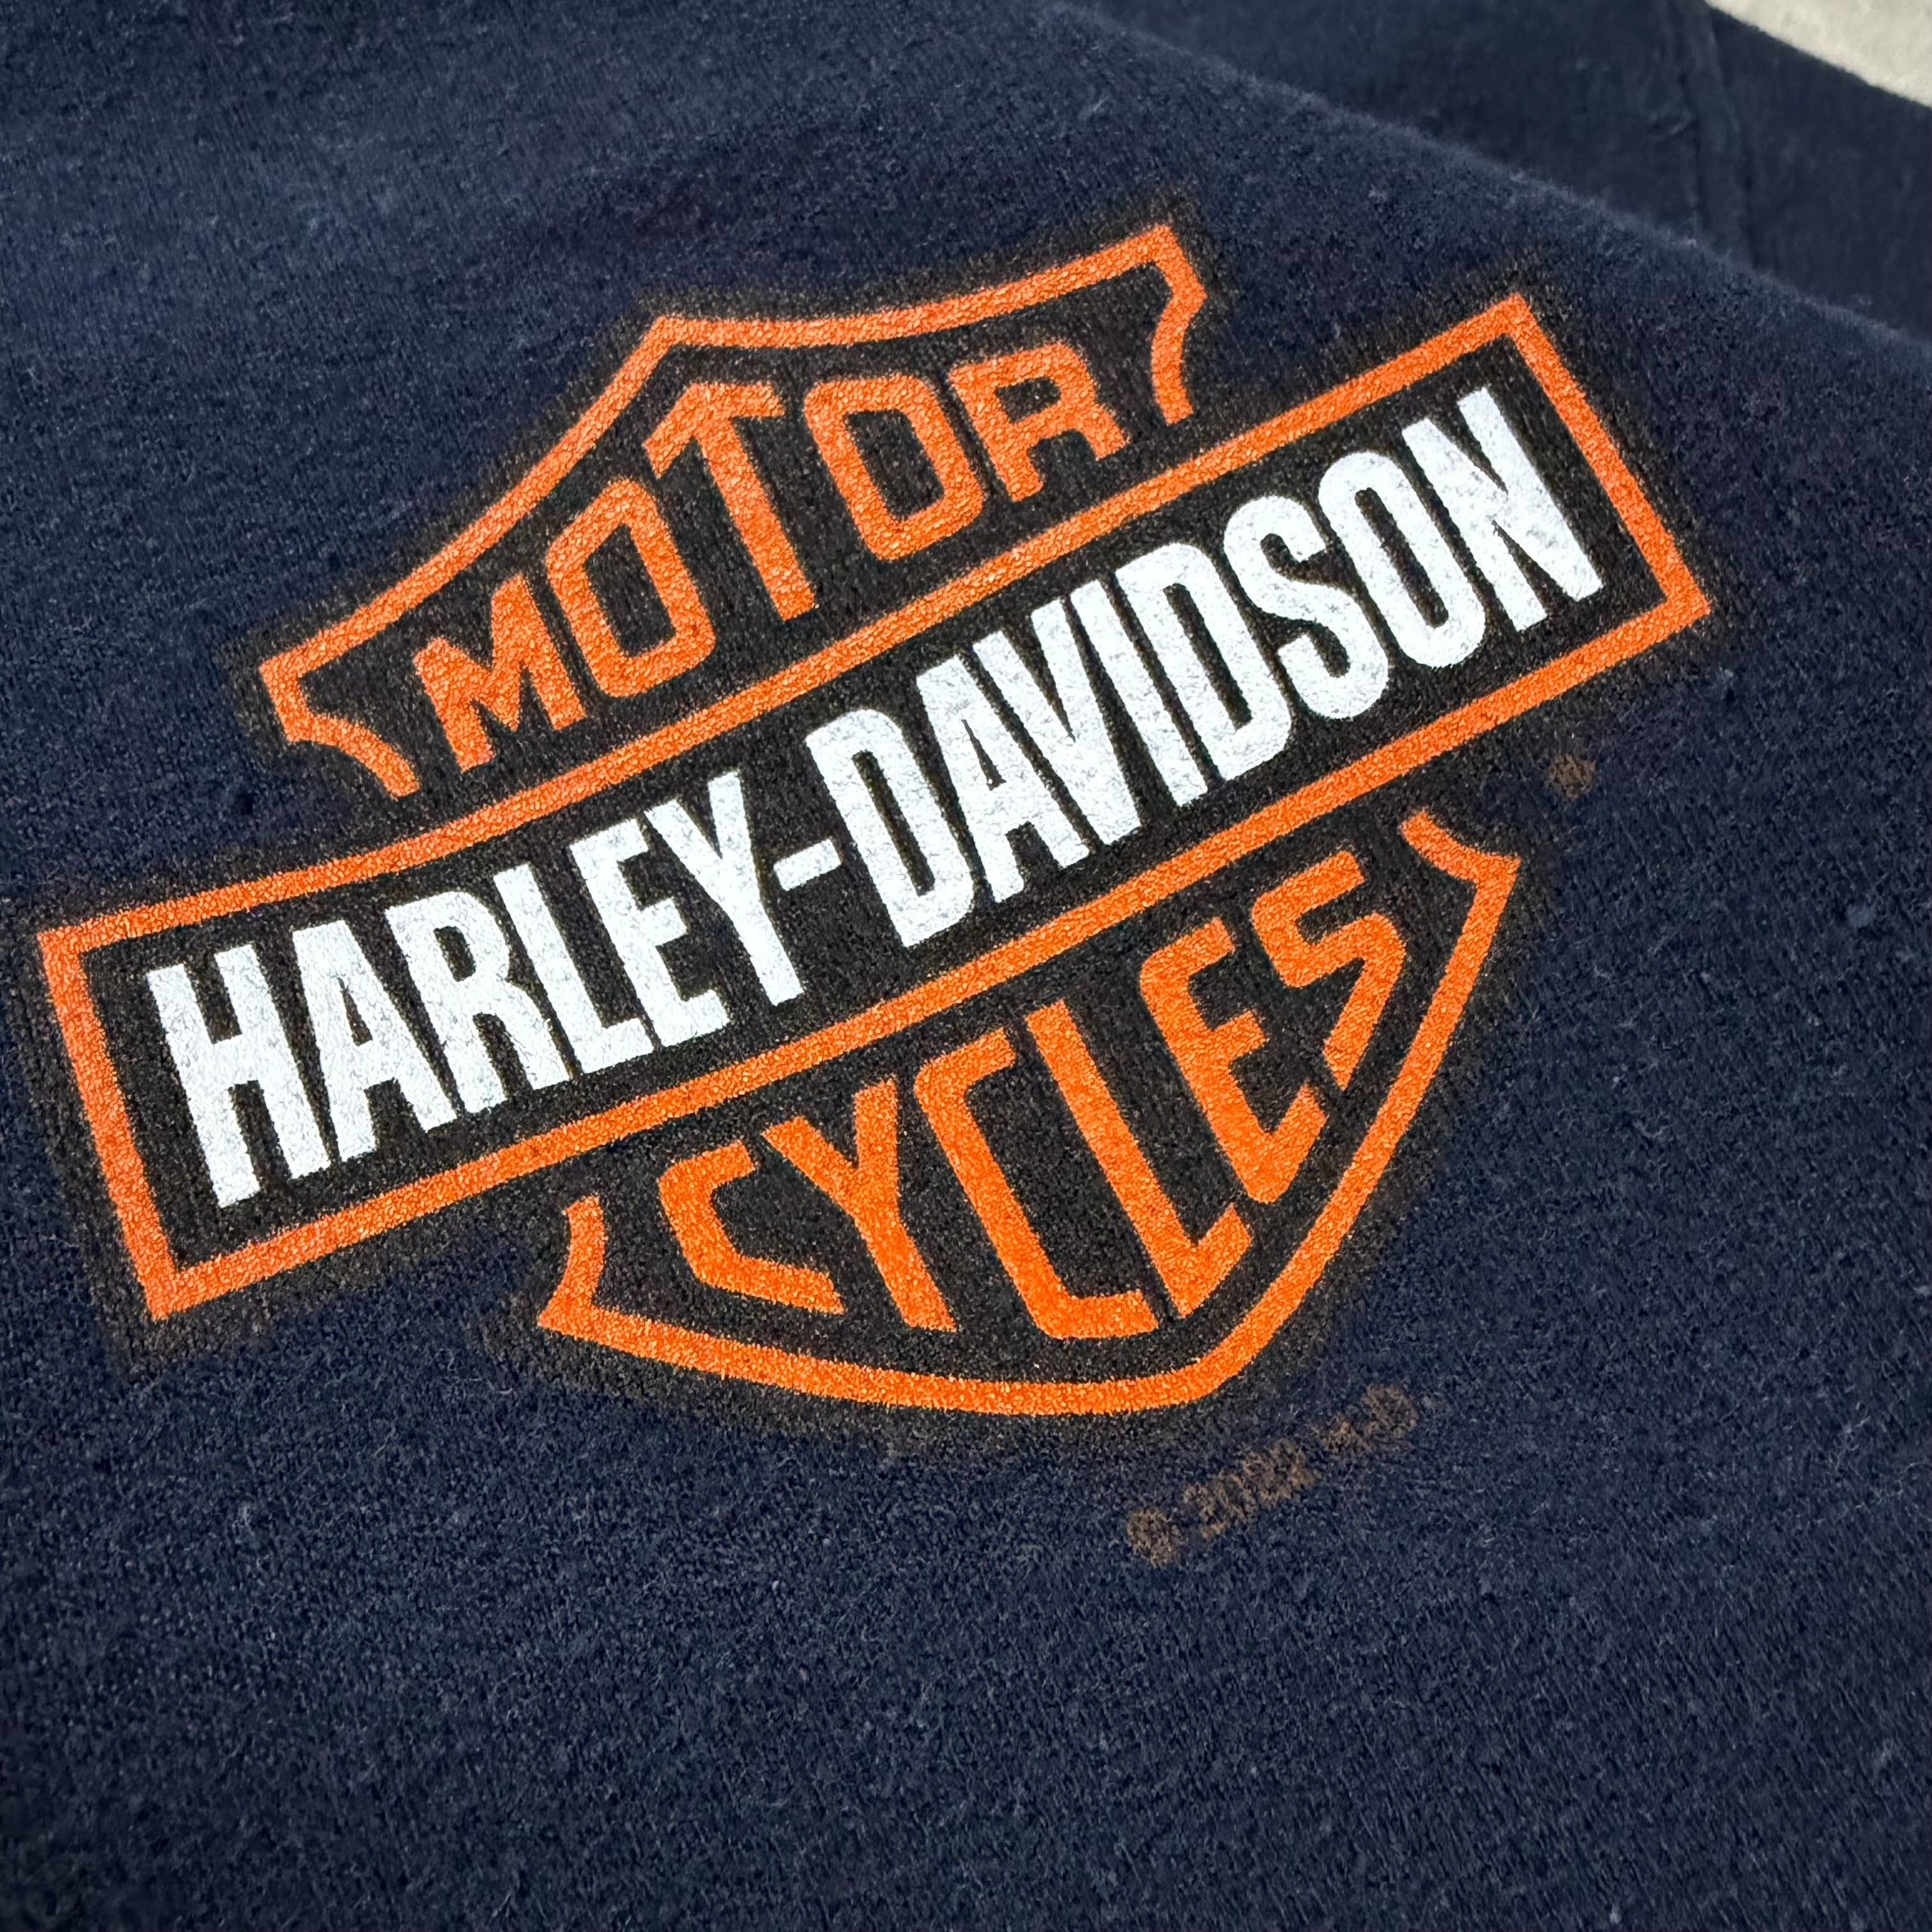 MOTOR
HARLEY-DAVIDSON
CYCLES
®
© H-D